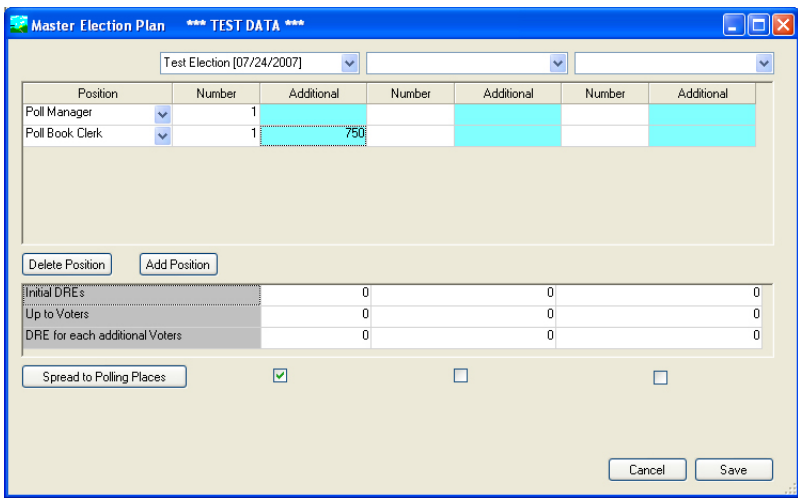 Master Election Plan *** TEST DATA ***
Test Election [07/24/2007]
Position Number Additional Number Additional Number Additional
Poll Manager 1
Poll Book Clerk 1 750
Delete Position Add Position
Initial DREs 0 0 0
Up to Voters 0 0 0
DRE for each additional Voters 0 0 0
Spread to Polling Places
Cancel Save